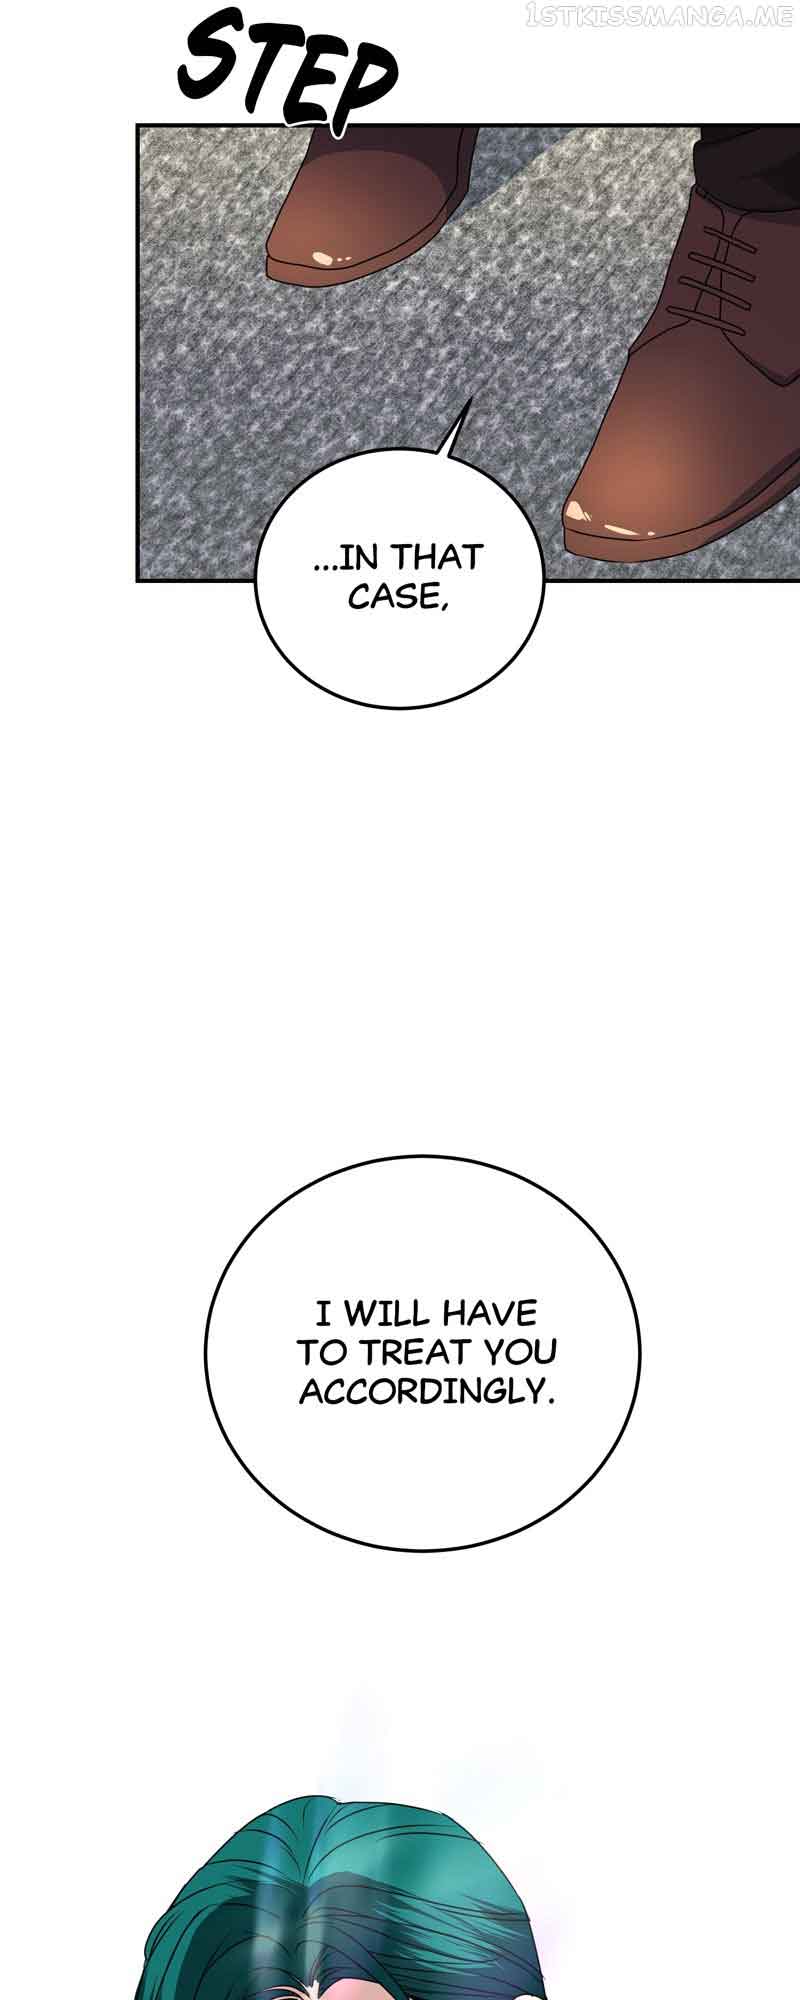 1STKISSMANGA.ME
STEP
...IN THAT
CASE,
I WILL HAVE
TO TREAT YOU
ACCORDINGLY.